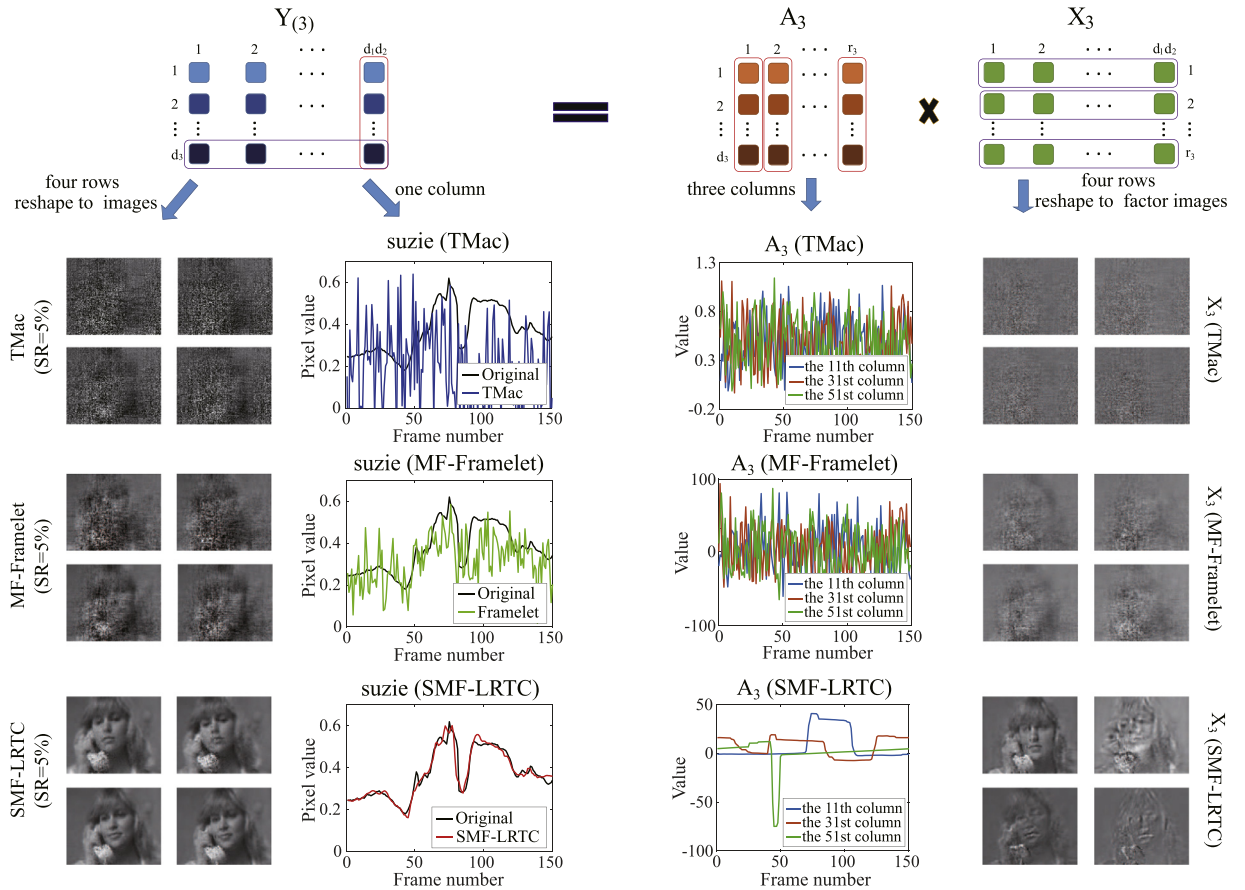 Y(3)
A3
X3
1 2 · · · d1d2
1
2
d3
1 2 · · · r3
1
2
d3
1 2 · · · d1d2
1
2
r3
four rows
reshape to images
one column
three columns
four rows
reshape to factor images
TMac
(SR=5%)
suzie (TMac)
Pixel value
0.6
0.4
0.2
0
0 50 100 150
Frame number
Original
TMac
A3 (TMac)
Value
1.3
0.8
0.3
-0.2
0 50 100 150
Frame number
the 11th column
the 31st column
the 51st column
X3 (TMac)
MF-Framelet
(SR=5%)
suzie (MF-Framelet)
Pixel value
0.6
0.4
0.2
0
0 50 100 150
Frame number
Original
Framelet
A3 (MF-Framelet)
Value
100
0
-100
0 50 100 150
Frame number
the 11th column
the 31st column
the 51st column
X3 (MF-Framelet)
SMF-LRTC
(SR=5%)
suzie (SMF-LRTC)
Pixel value
0.6
0.4
0.2
0
0 50 100 150
Frame number
Original
SMF-LRTC
A3 (SMF-LRTC)
Value
50
0
-50
-100
0 50 100 150
Frame number
the 11th column
the 31st column
the 51st column
X3 (SMF-LRTC)